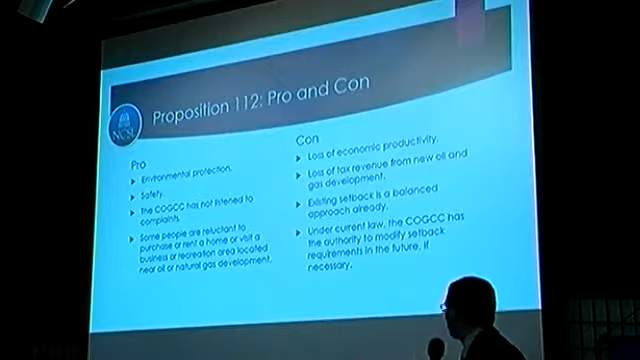 Proposition 112: Pro and Con
NCSL
Pro
Environmental protection.
Safety.
The COGCC has not listened to
complaints.
Some people are reluctant to
purchase or rent a home or visit a
business or recreation area located
near oil or natural gas development.
Con
Loss of economic productivity.
Loss of tax revenue from new oil and
gas development.
Existing setback is a balanced
approach already.
Under current law, the COGCC has
the authority to modify setback
requirements in the future, if
necessary.